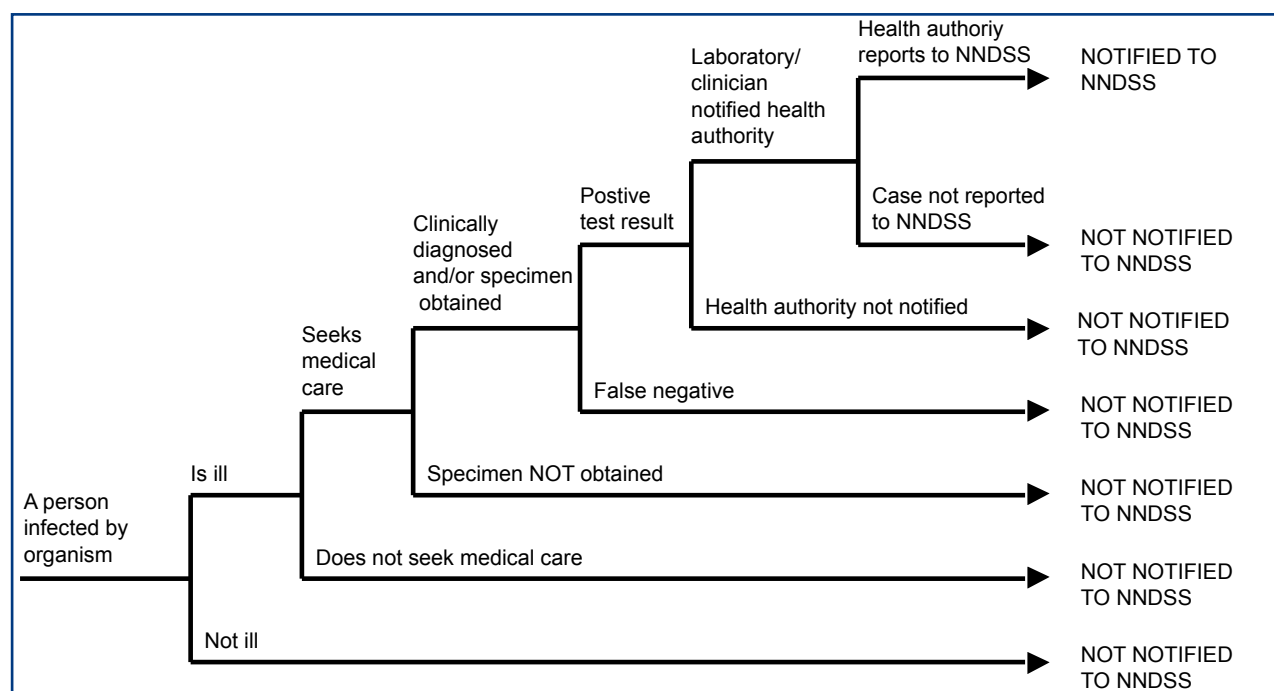 Health authoriy
reports to NNDSS
NOTIFIED TO
NNDSS
Laboratory/
clinician
notified health
authority
Case not reported
to NNDSS
NOT NOTIFIED
TO NNDSS
Postive
test result
Clinically
diagnosed
and/or specimen
obtained
Health authority not notified
NOT NOTIFIED
TO NNDSS
Seeks
medical
care
False negative
NOT NOTIFIED
TO NNDSS
Is ill
Specimen NOT obtained
NOT NOTIFIED
TO NNDSS
A person
infected by
organism
Does not seek medical care
NOT NOTIFIED
TO NNDSS
Not ill
NOT NOTIFIED
TO NNDSS